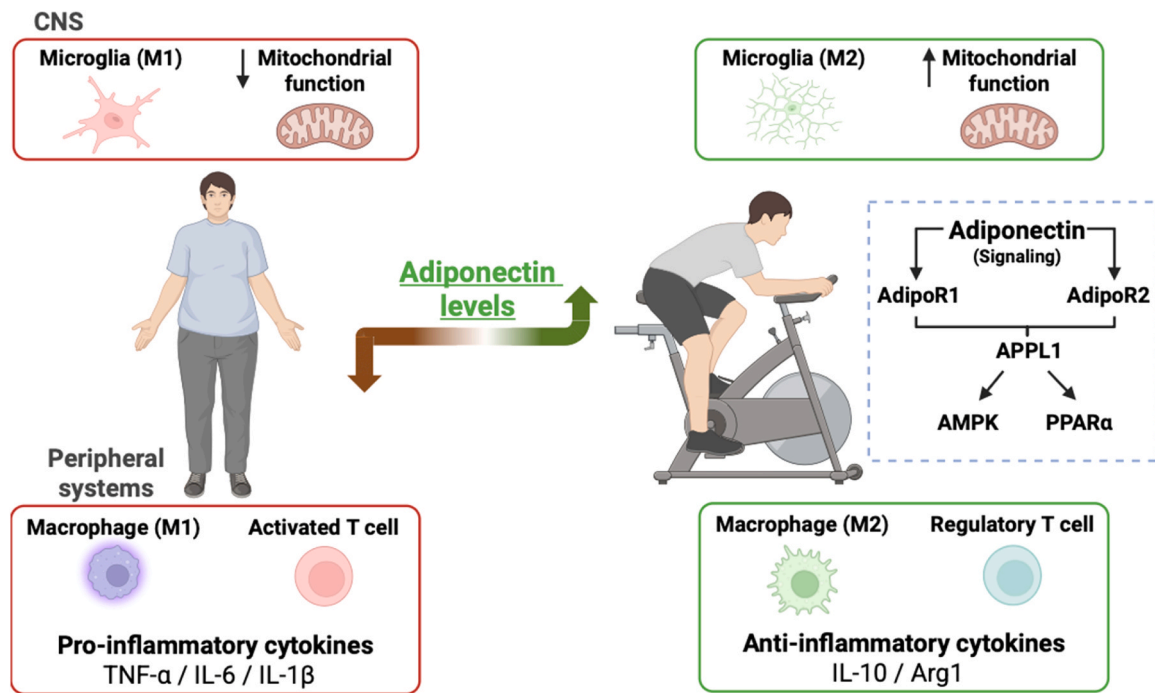 CNS
Microglia (M1)
Mitochondrial
function
Microglia (M2)
Mitochondrial
function
Adiponectin
levels
Adiponectin
(Signaling)
AdipoR1
AdipoR2
APPL1
AMPK
PPARα
Peripheral
systems
Macrophage (M1)
Activated T cell
Pro-inflammatory cytokines
TNF-α / IL-6 / IL-1β
Macrophage (M2)
Regulatory T cell
Anti-inflammatory cytokines
IL-10 / Arg1